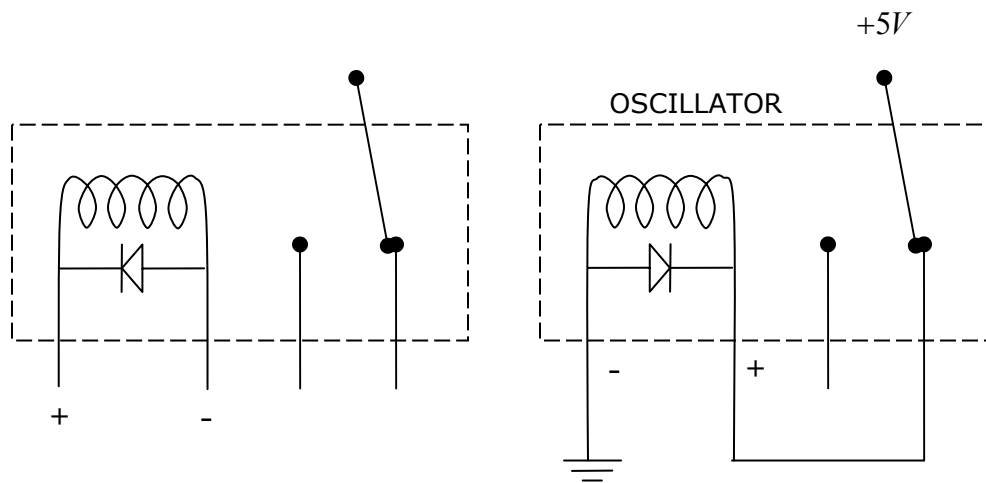 +5V
OSCILLATOR
- +
+ -